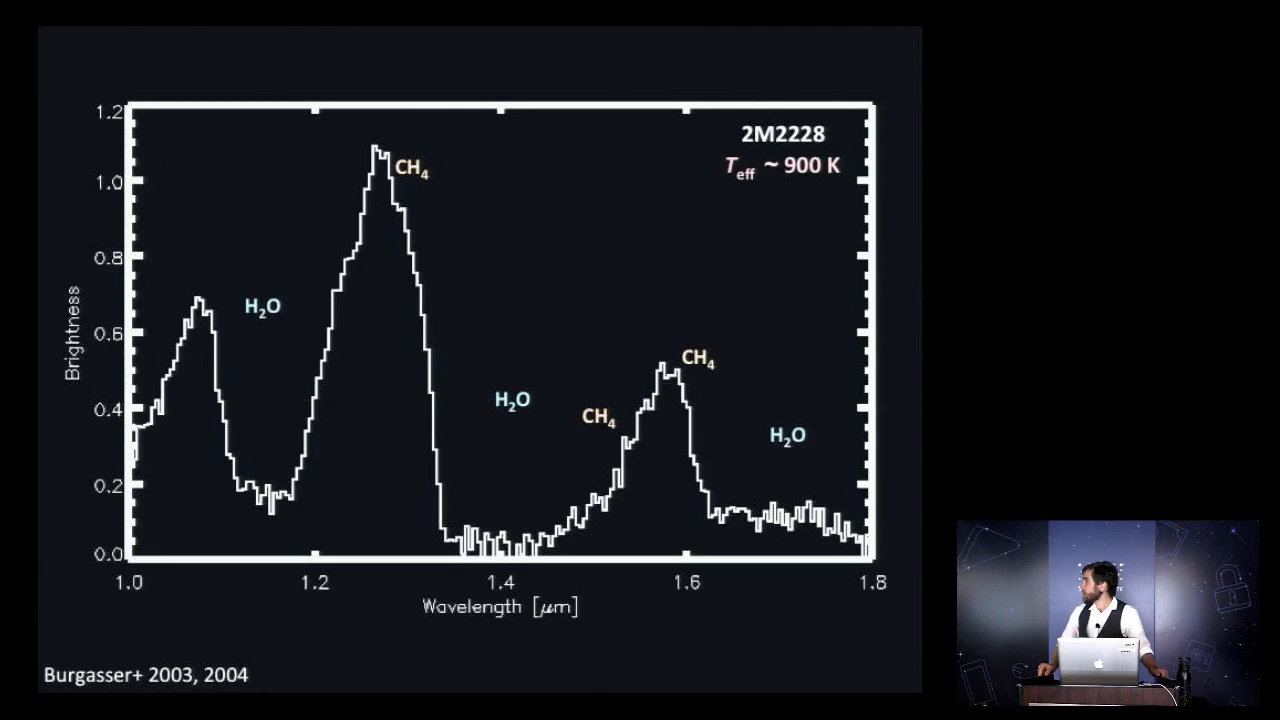 2M2228
Teff ~ 900 K
CH4
H2O
H2O
CH4
CH4
H2O
Brightness
1.2
1.0
0.8
0.6
0.4
0.2
0.0
1.0 1.2 1.4 1.6 1.8
Wavelength [μm]
Burgasser+ 2003, 2004